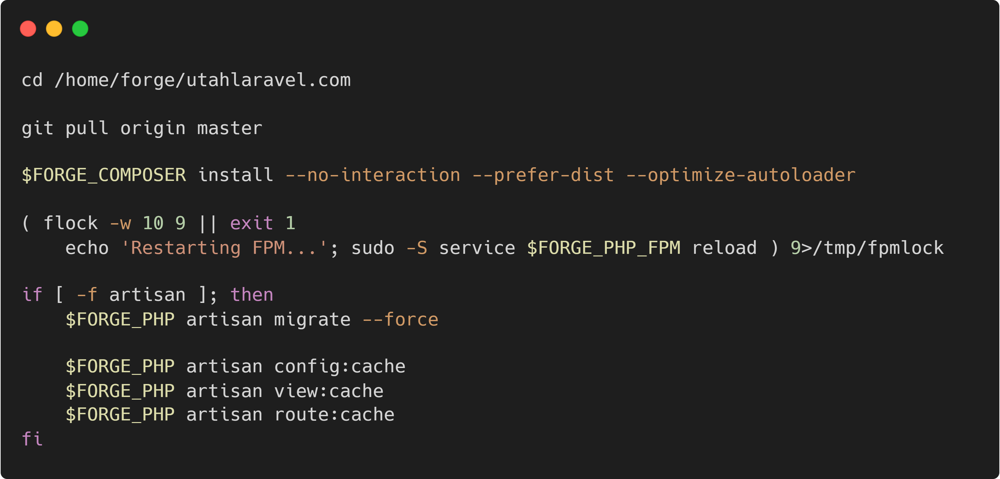 cd /home/forge/utahlaravel.com
git pull origin master
$FORGE_COMPOSER install --no-interaction --prefer-dist --optimize-autoloader
( flock -w 10 9 || exit 1
    echo 'Restarting FPM...'; sudo -S service $FORGE_PHP_FPM reload ) 9>/tmp/fpmlock
if [ -f artisan ]; then
    $FORGE_PHP artisan migrate --force
    $FORGE_PHP artisan config:cache
    $FORGE_PHP artisan view:cache
    $FORGE_PHP artisan route:cache
fi